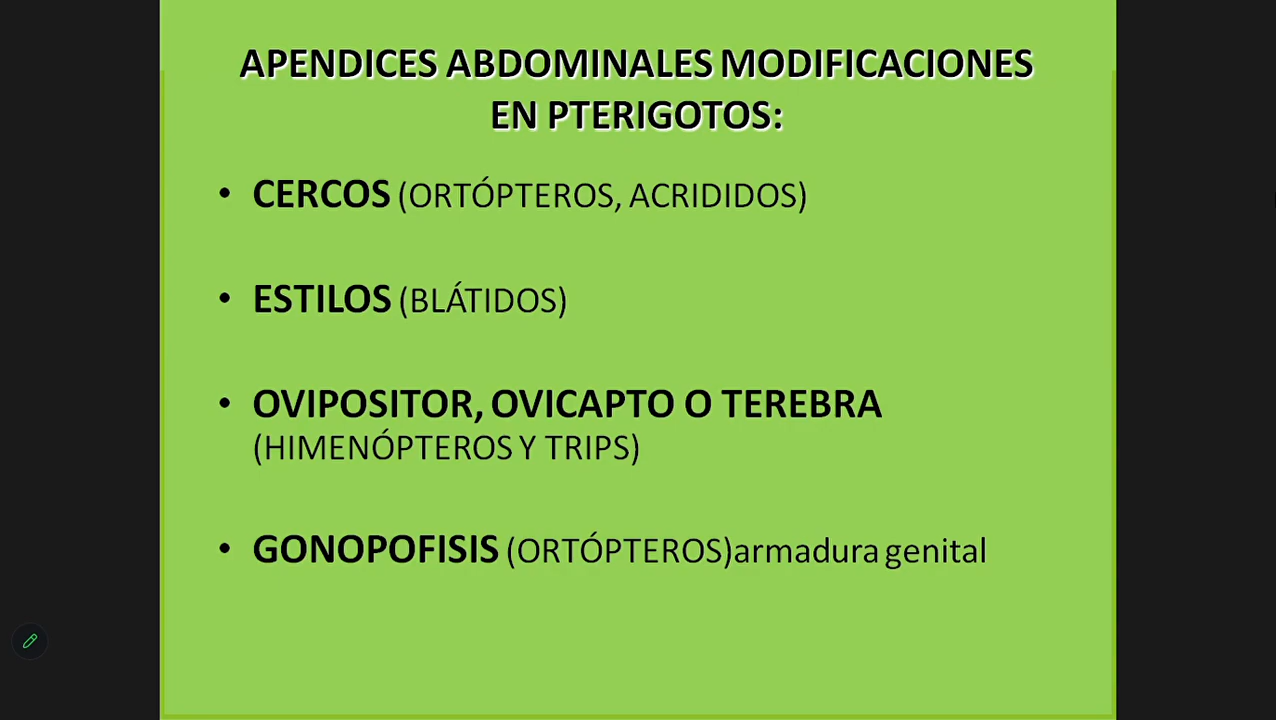 APENDICES ABDOMINALES MODIFICACIONES
EN PTERIGOTOS:
• CERCOS (ORTÓPTEROS, ACRIDIDOS)
• ESTILOS (BLÁTIDOS)
• OVIPOSITOR, OVICAPTO O TEREBRA
(HIMENÓPTEROS Y TRIPS)
• GONOPOFISIS (ORTÓPTEROS)armadura genital